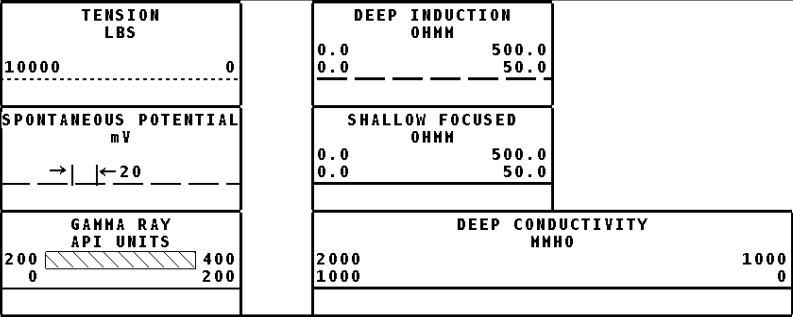 TENSION
LBS
10000 0
SPONTANEOUS POTENTIAL
mV
→ ←20
GAMMA RAY
API UNITS
200 400
0 200
DEEP INDUCTION
OHMM
0.0 500.0
0.0 50.0
SHALLOW FOCUSED
OHMM
0.0 500.0
0.0 50.0
DEEP CONDUCTIVITY
MMHO
2000 1000
1000 0